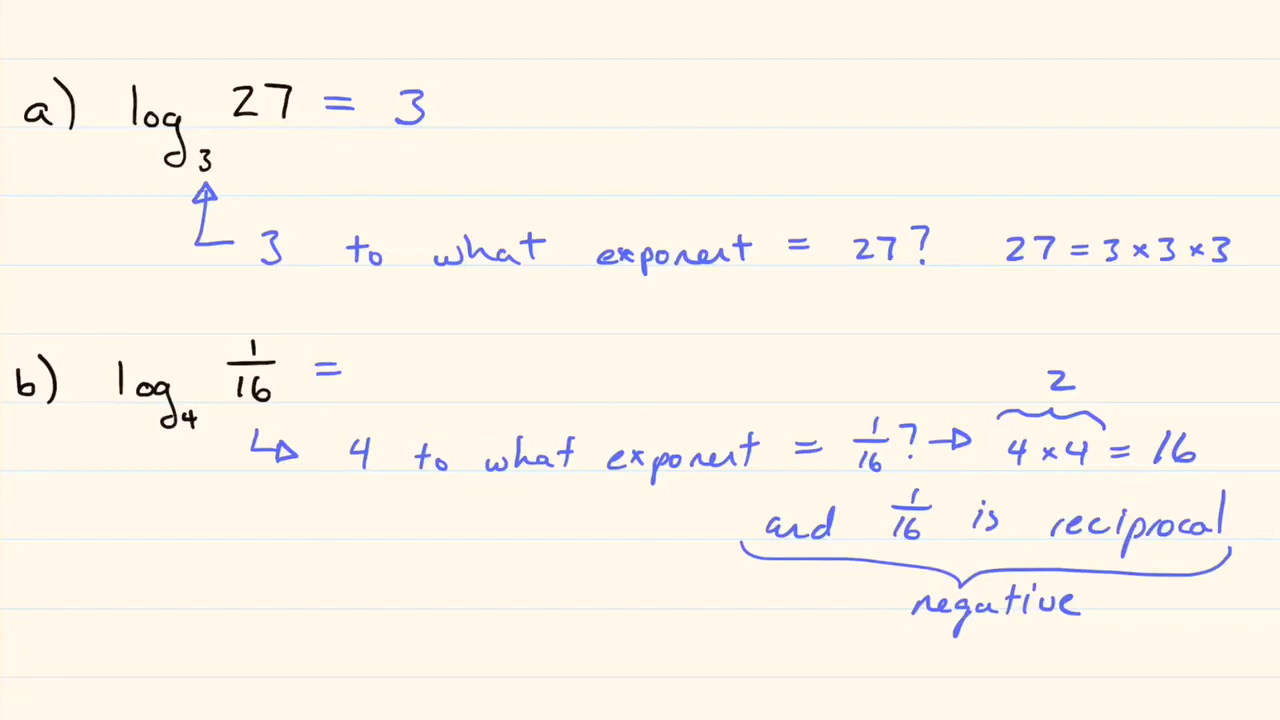 a) log₃ 27 = 3
3 to what exponent = 27? 27 = 3 × 3 × 3
b) log₄ 1/16 =
2
↳ 4 to what exponent = 1/16? → 4 × 4 = 16
and 1/16 is reciprocal
negative